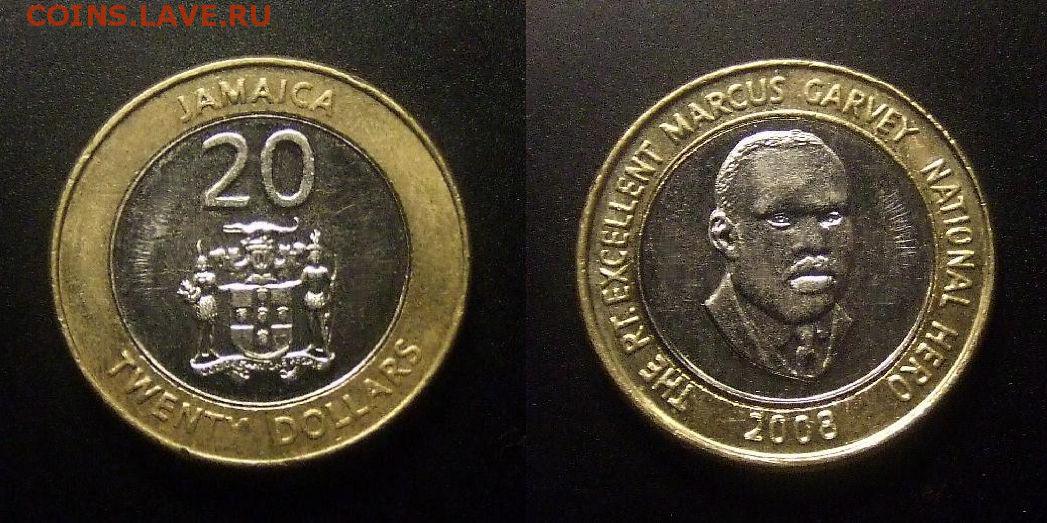 COINS.LAVE.RU
JAMAICA
20
TWENTY DOLLARS
THE RT. EXCELLENT MARCUS GARVEY NATIONAL HERO
2008